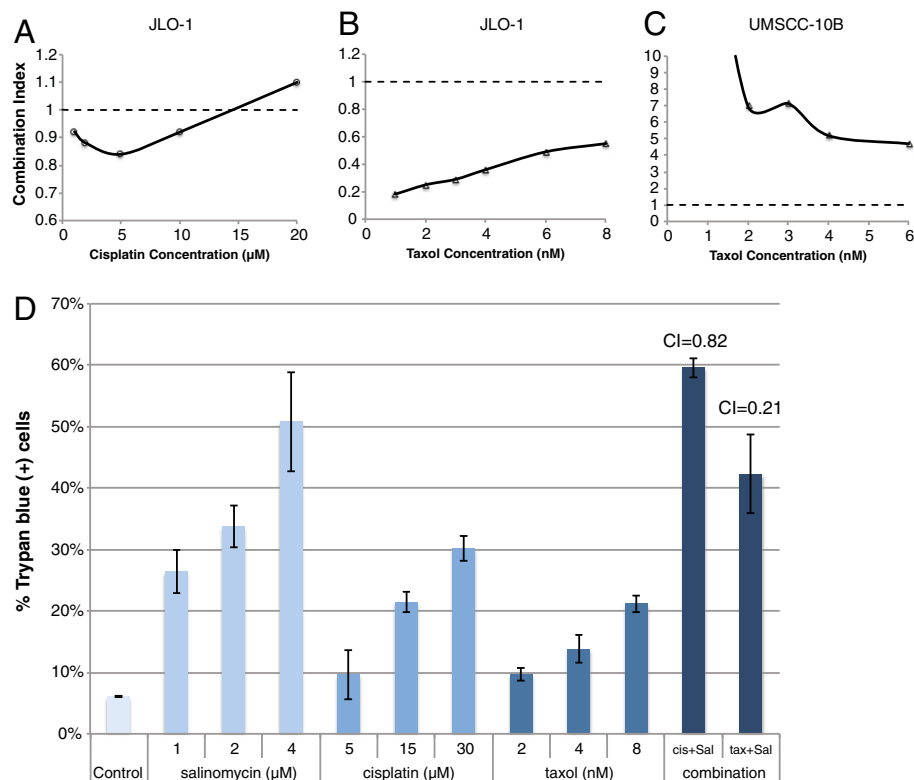 A
JLO-1
Combination Index
1.2
1.1
1
0.9
0.8
0.7
0.6
0
5
10
15
20
Cisplatin Concentration (µM)
B
JLO-1
1.2
1
0.8
0.6
0.4
0.2
0
0
2
4
6
8
Taxol Concentration (nM)
C
UMSCC-10B
10
9
8
7
6
5
4
3
2
1
0
0
1
2
3
4
5
6
Taxol Concentration (nM)
D
% Trypan blue (+) cells
70%
60%
50%
40%
30%
20%
10%
0%
CI=0.82
CI=0.21
1
2
4
5
15
30
2
4
8
cis+Sal
tax+Sal
Control
salinomycin (µM)
cisplatin (µM)
taxol (nM)
combination